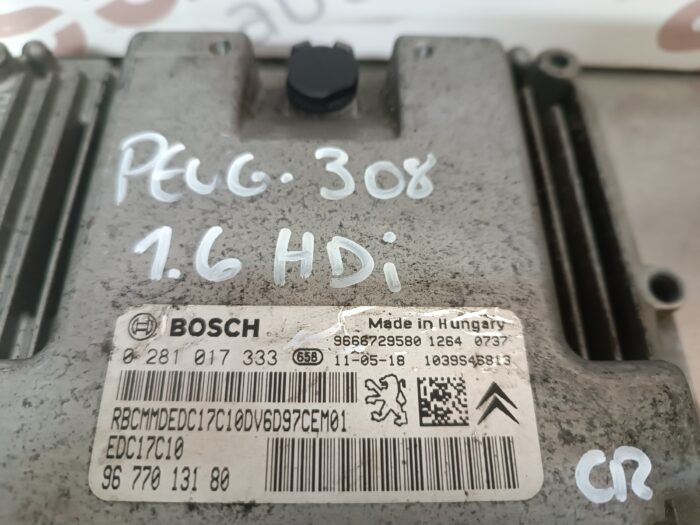 PEUG. 308
1.6 HDi
BOSCH
Made in Hungary
9666729580 1264 0737
0 281 017 333 658 11-05-18 1039S45813
RBCMMDEDC17C10DV6D97CEM01
EDC17C10
96 770 131 80
CR